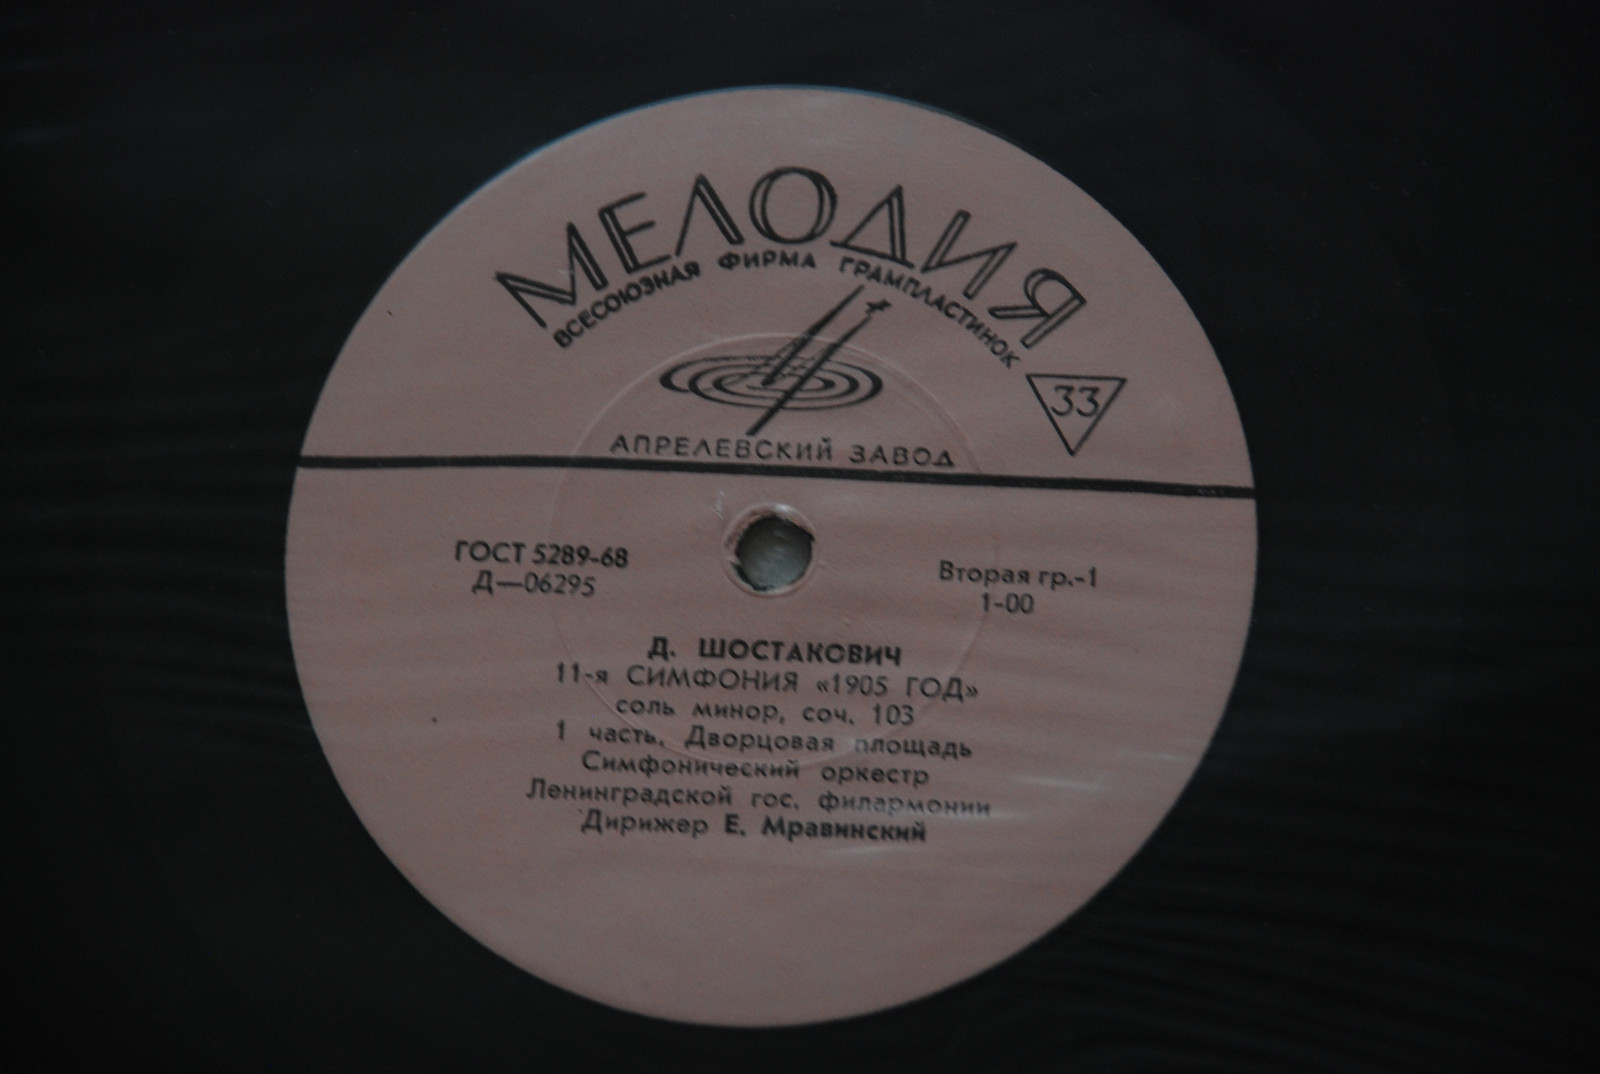 МЕЛОДИЯ
ВСЕСОЮЗНАЯ ФИРМА ГРАМПЛАСТИНОК
33
АПРЕЛЕВСКИЙ ЗАВОД
ГОСТ 5289-68
Д—06295
Вторая гр.-1
1-00
Д. ШОСТАКОВИЧ
11-я СИМФОНИЯ «1905 ГОД»
соль минор, соч. 103
1 часть. Дворцовая площадь
Симфонический оркестр
Ленинградской гос. филармонии
Дирижер Е. Мравинский